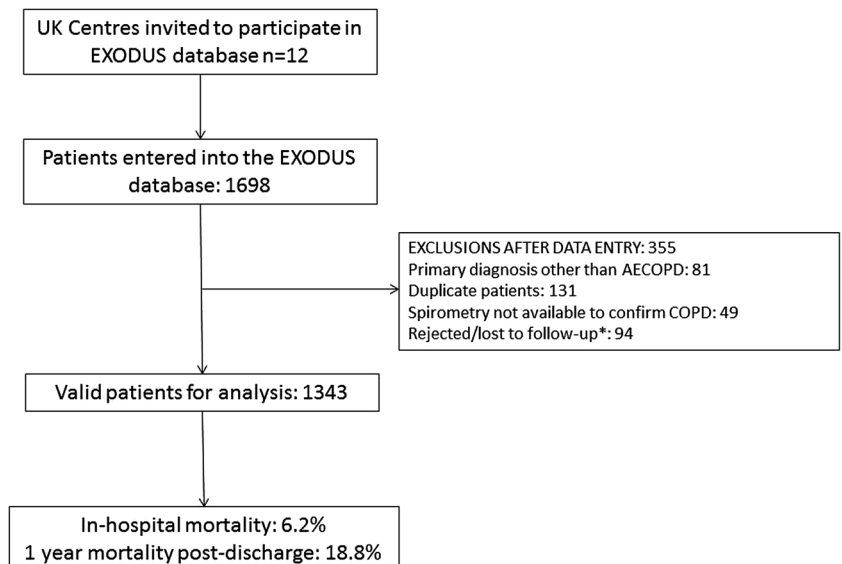 UK Centres invited to participate in
EXODUS database n=12
Patients entered into the EXODUS
database: 1698
EXCLUSIONS AFTER DATA ENTRY: 355
Primary diagnosis other than AECOPD: 81
Duplicate patients: 131
Spirometry not available to confirm COPD: 49
Rejected/lost to follow-up*: 94
Valid patients for analysis: 1343
In-hospital mortality: 6.2%
1 year mortality post-discharge: 18.8%